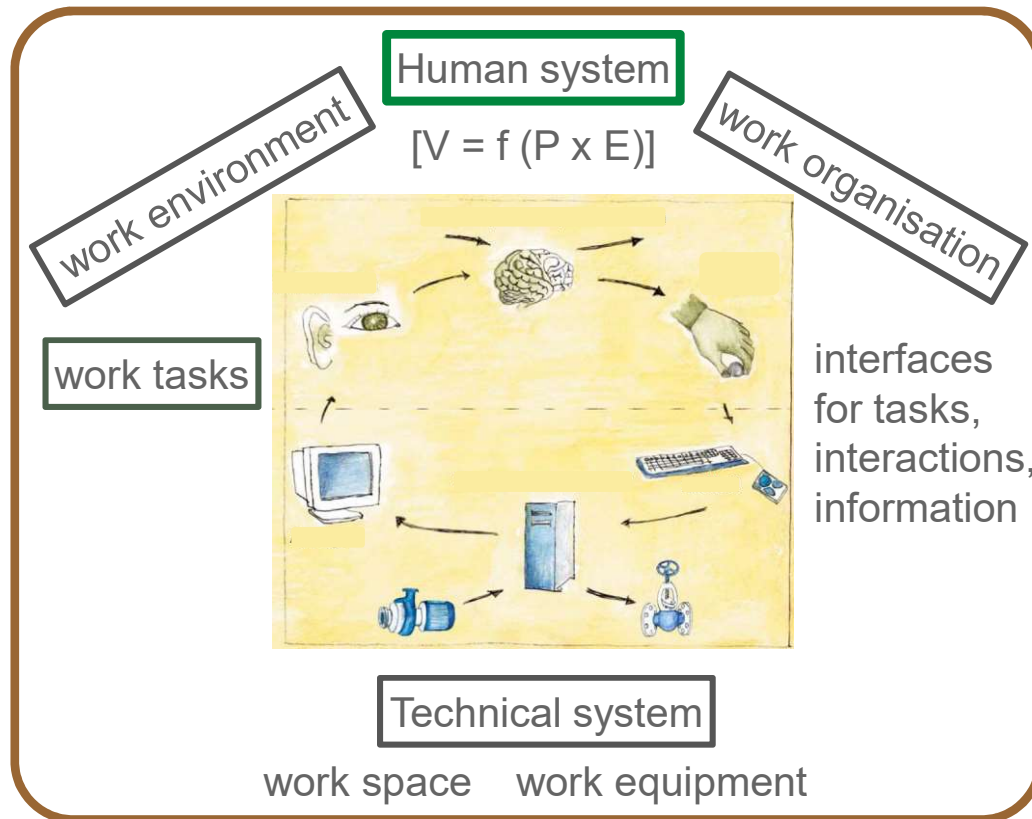 Human system
[V = f (P x E)]
work environment
work organisation
work tasks
interfaces
for tasks,
interactions,
information
Technical system
work space work equipment